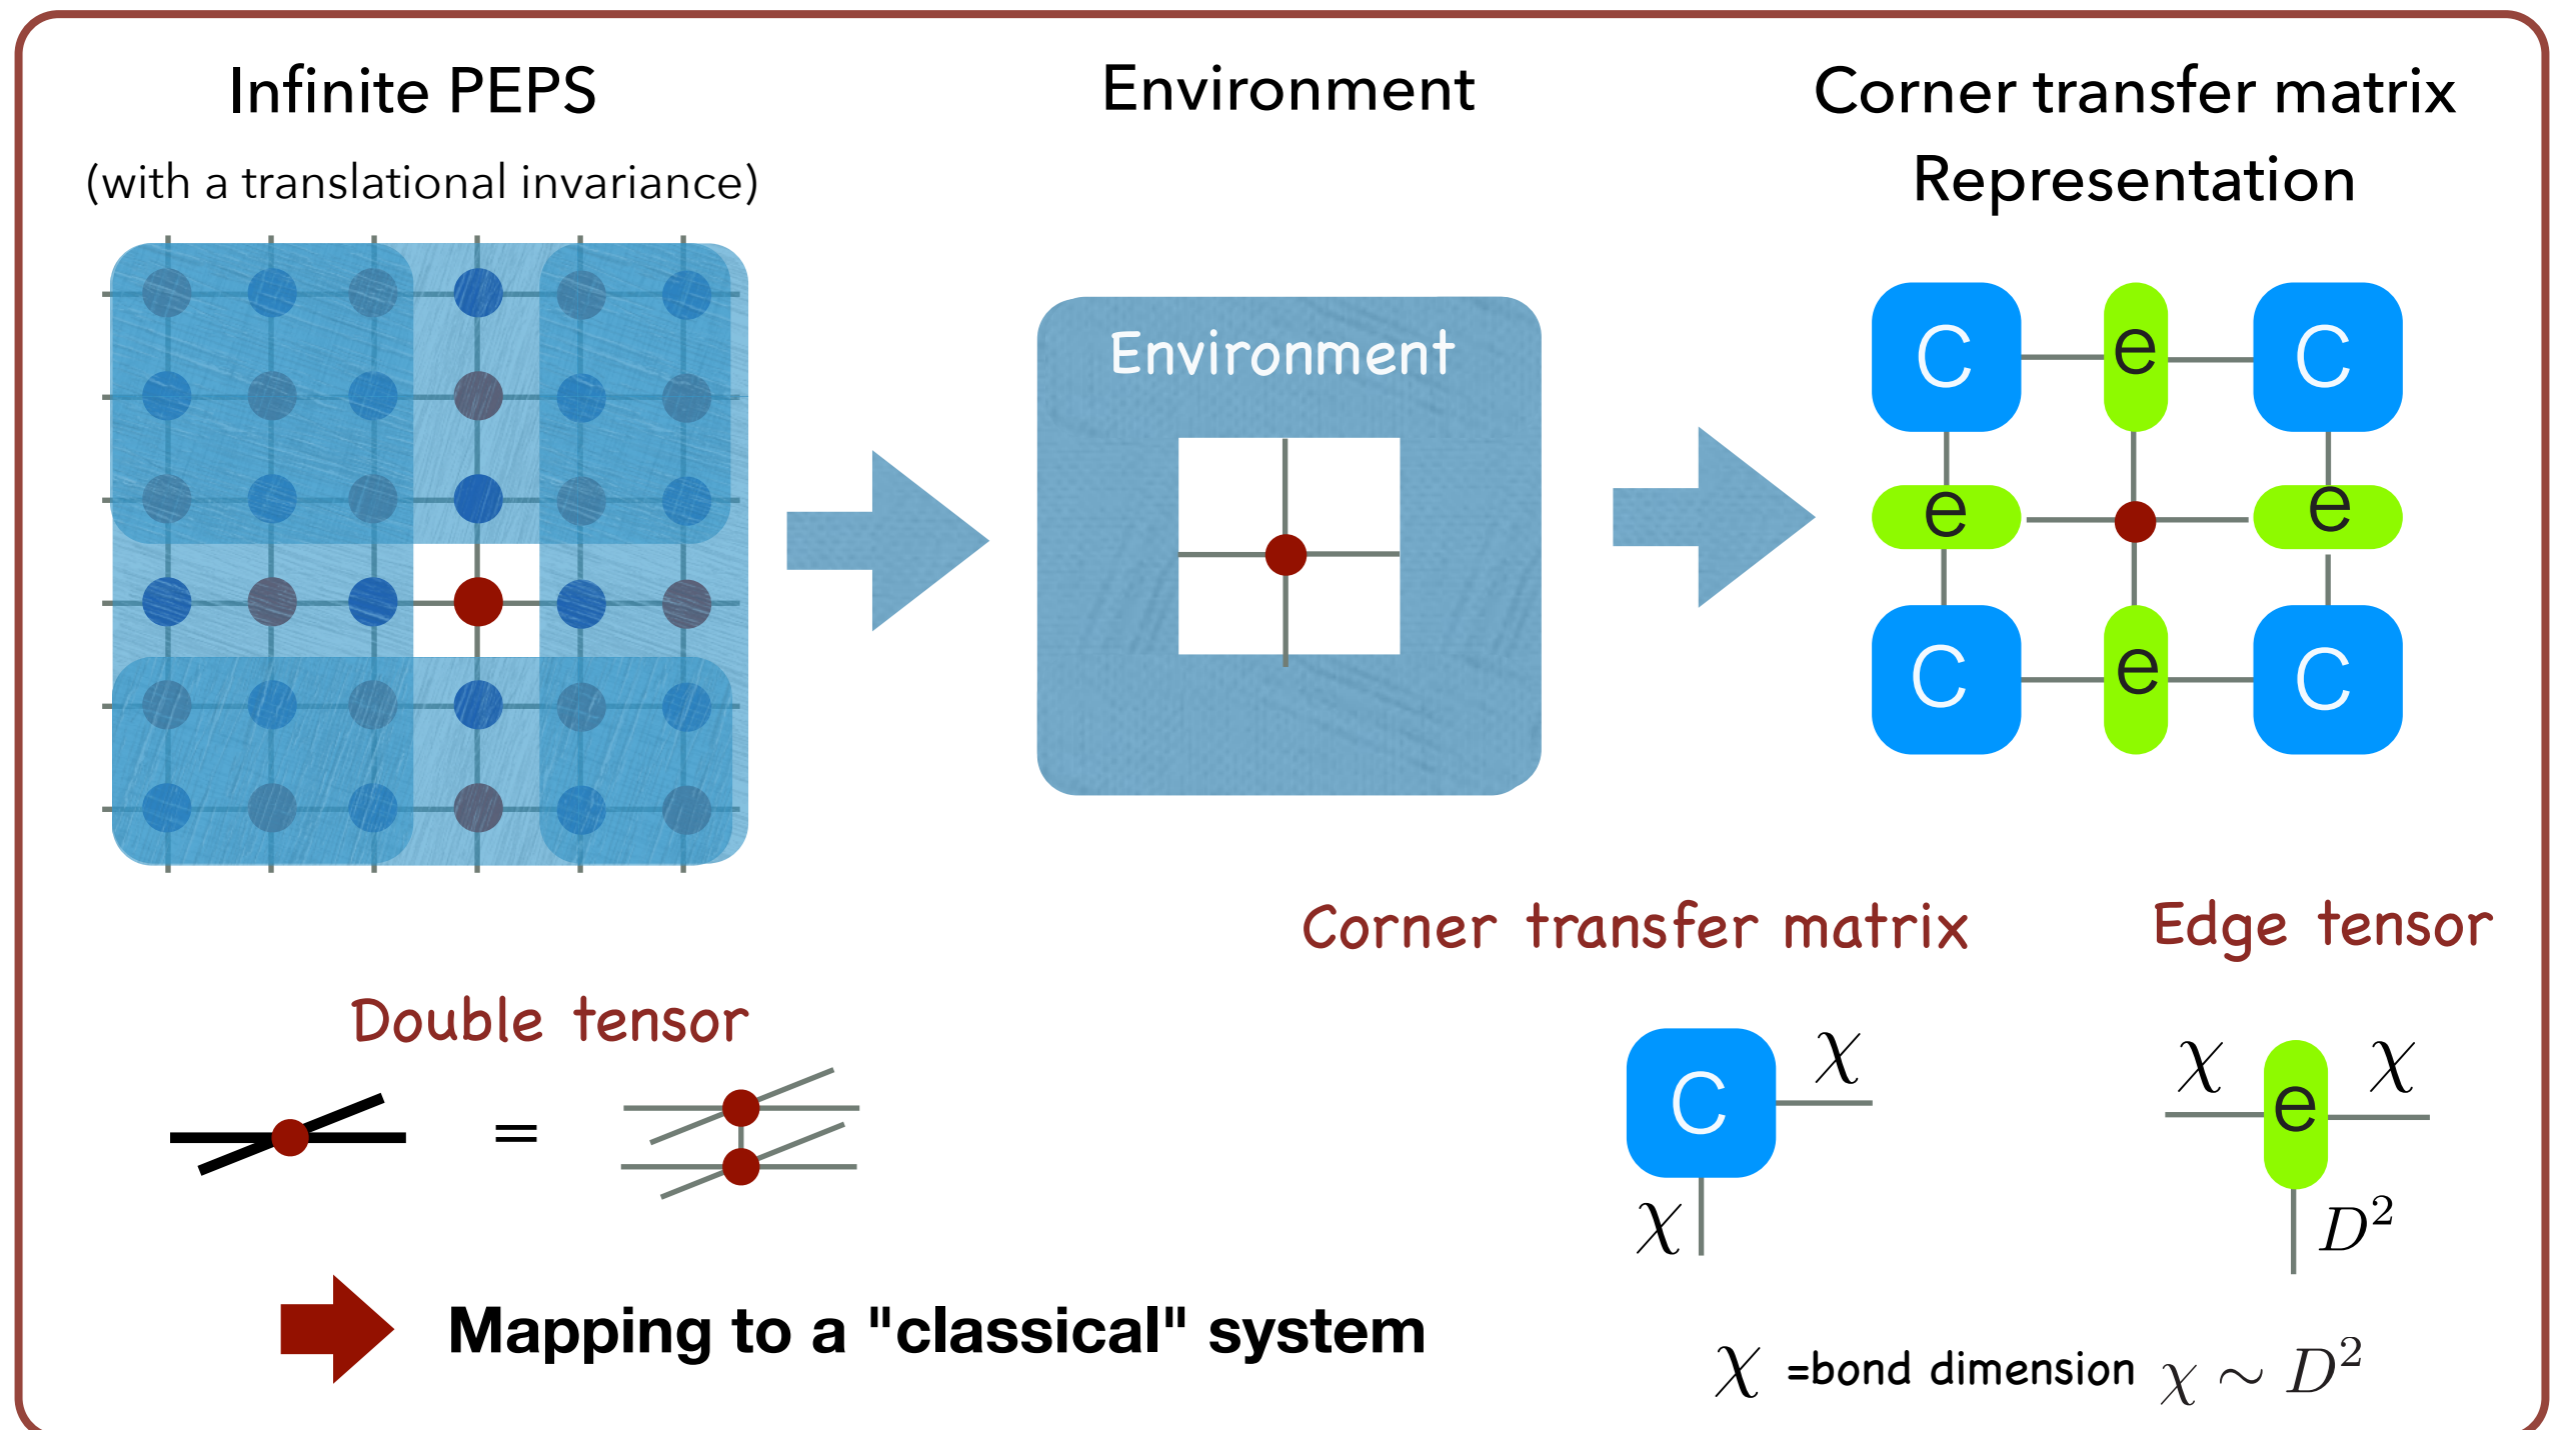 Infinite PEPS
(with a translational invariance)
Environment
Corner transfer matrix
Representation
Environment
C e C
e e
C e C
Double tensor
=
Corner transfer matrix
Edge tensor
C χ
χ
χ e χ
D²
Mapping to a "classical" system
χ =bond dimension χ ∼ D²